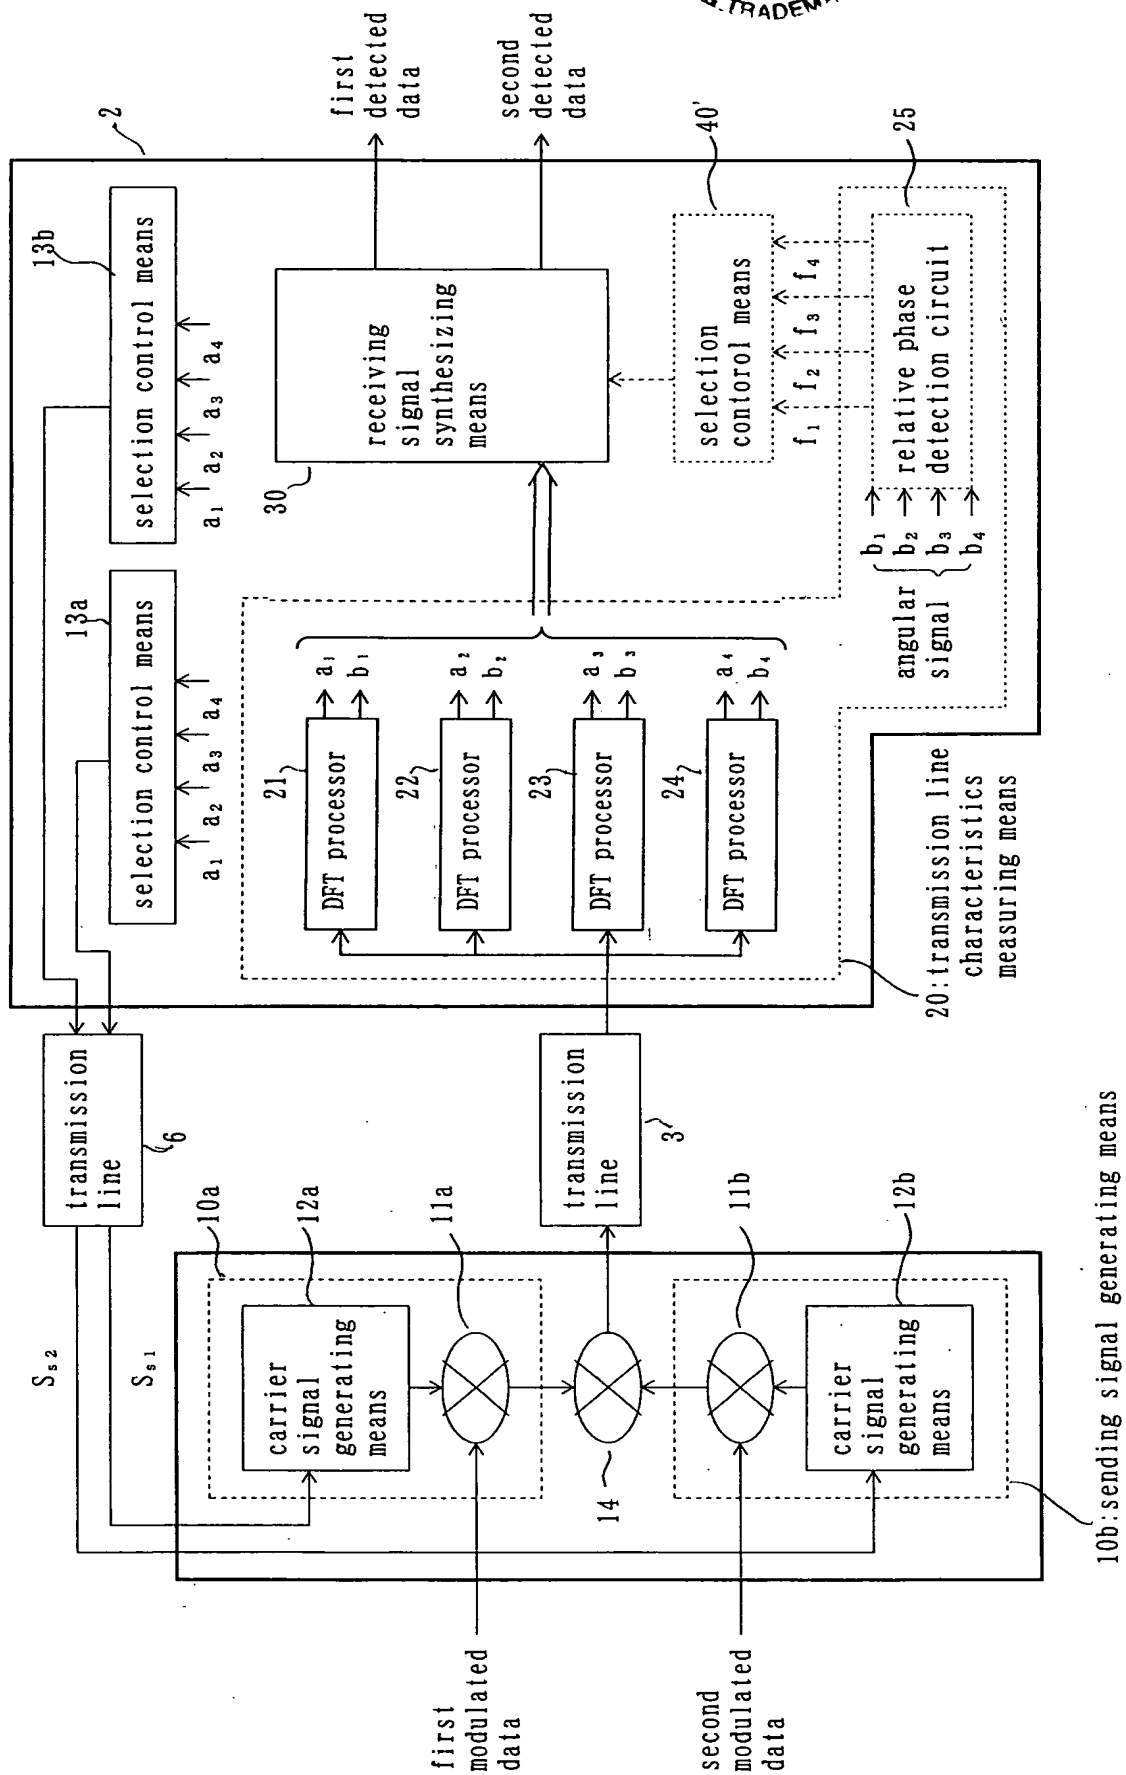 & TRADEM
2
first
detected
data
second
detected
data
13b
selection control means
a1
a2
a3
a4
13a
selection control means
a1
a2
a3
a4
30
receiving
signal
synthesizing
means
40'
selection
contorol means
f1
f2
f3
f4
25
relative phase
detection circuit
b1
b2
b3
b4
angular
signal
21
DFT processor
a1
b1
22
DFT processor
a2
b2
23
DFT processor
a3
b3
24
DFT processor
a4
b4
20:transmission line
characteristics
measuring means
transmission
line
6
Ss2
Ss1
transmission
line
3
10a
12a
carrier
signal
generating
means
11a
14
11b
12b
carrier
signal
generating
means
10b:sending signal generating means
first
modulated
data
second
modulated
data